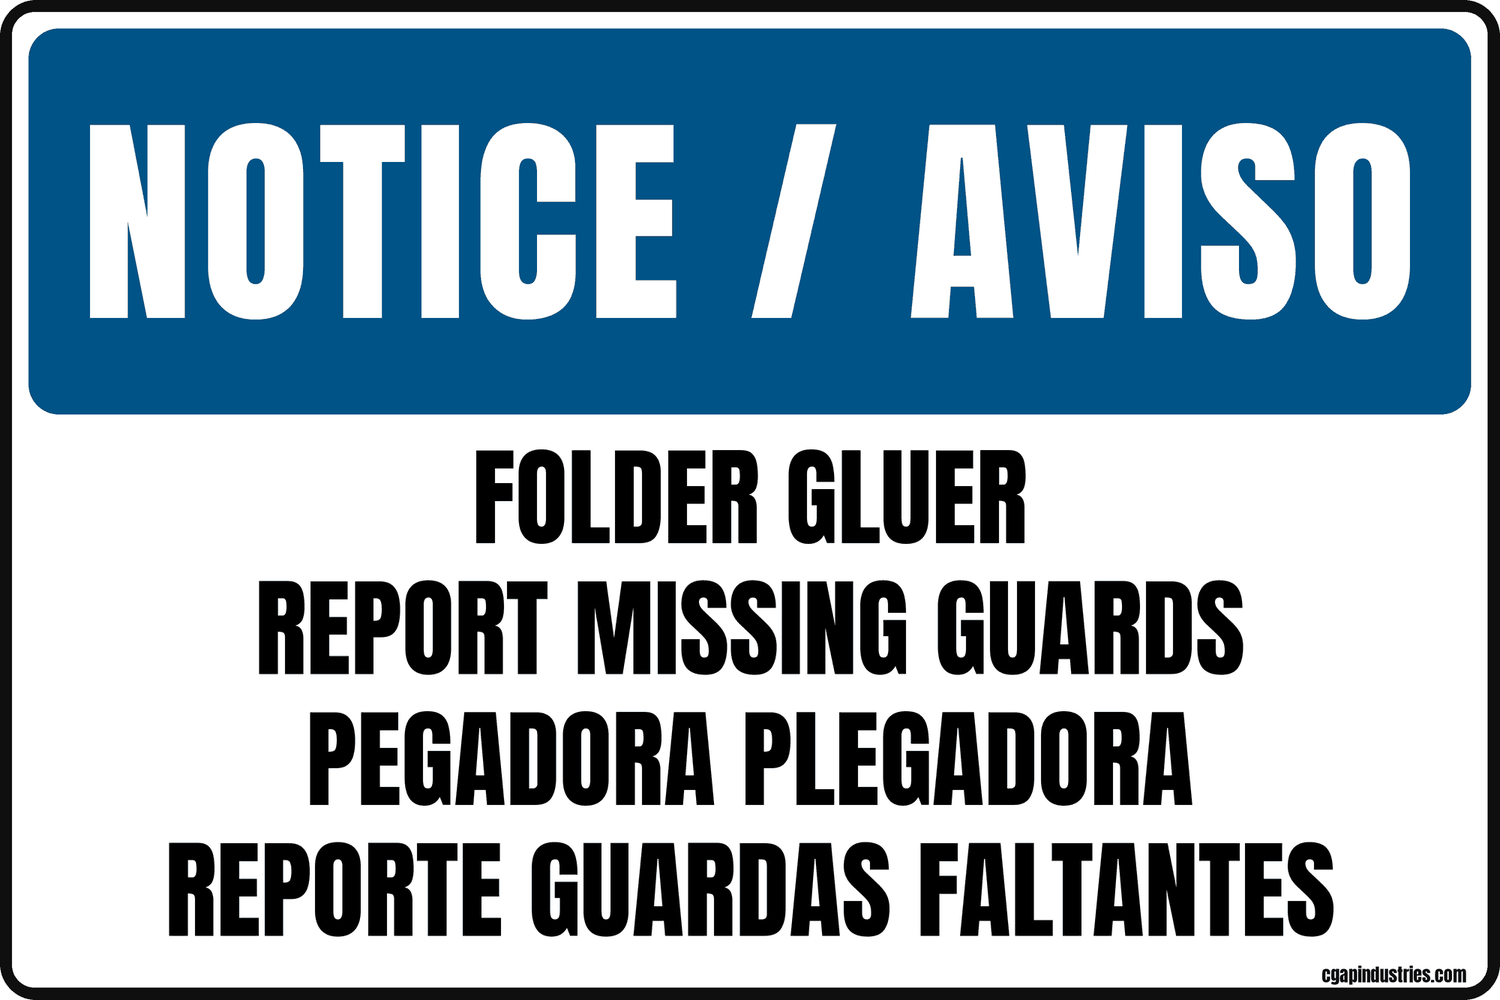 NOTICE / AVISO
FOLDER GLUER
REPORT MISSING GUARDS
PEGADORA PLEGADORA
REPORTE GUARDAS FALTANTES
cgapindustries.com